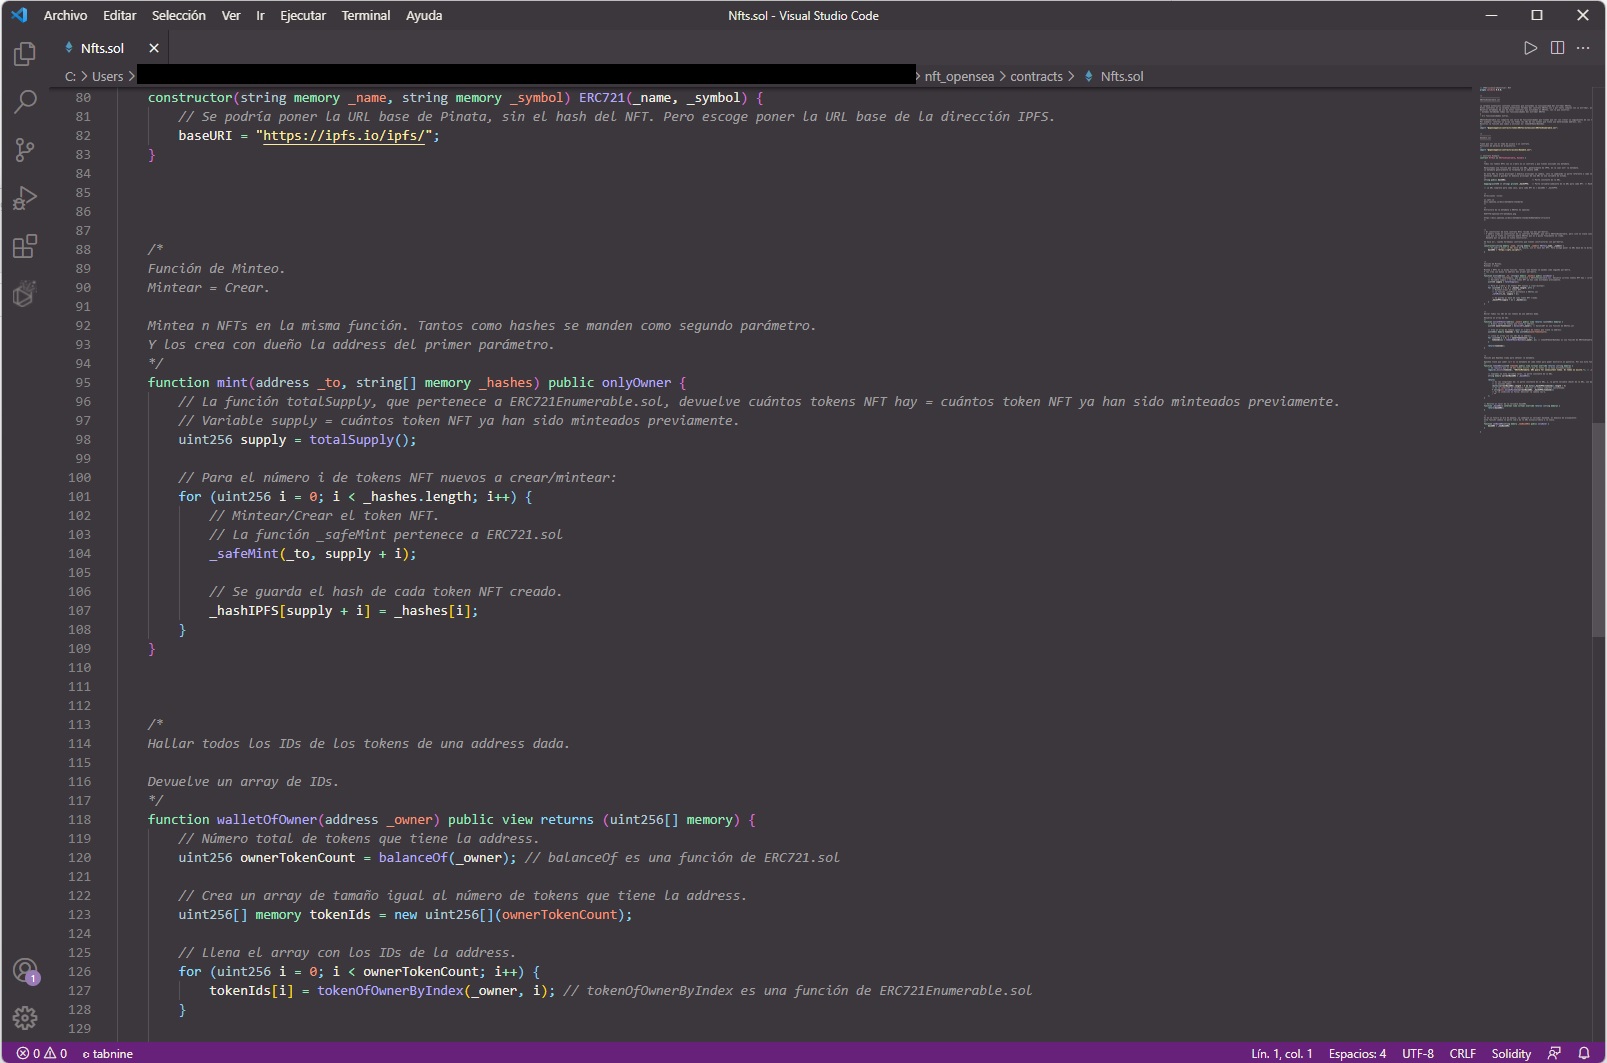 Archivo Editar Selección Ver Ir Ejecutar Terminal Ayuda Nfts.sol - Visual Studio Code
Nfts.sol
C: > Users > > nft_opensea > contracts > Nfts.sol
80 constructor(string memory _name, string memory _symbol) ERC721(_name, _symbol) {
81 // Se podría poner la URL base de Pinata, sin el hash del NFT. Pero escoge poner la URL base de la dirección IPFS.
82 baseURI = "https://ipfs.io/ipfs/";
83 }
84
85
86
87
88 /*
89 Función de Minteo.
90 Mintear = Crear.
91
92 Mintea n NFTs en la misma función. Tantos como hashes se manden como segundo parámetro.
93 Y los crea con dueño la address del primer parámetro.
94 */
95 function mint(address _to, string[] memory _hashes) public onlyOwner {
96 // La función totalSupply, que pertenece a ERC721Enumerable.sol, devuelve cuántos tokens NFT hay = cuántos token NFT ya han sido minteados previamente.
97 // Variable supply = cuántos token NFT ya han sido minteados previamente.
98 uint256 supply = totalSupply();
99
100 // Para el número i de tokens NFT nuevos a crear/mintear:
101 for (uint256 i = 0; i < _hashes.length; i++) {
102 // Mintear/Crear el token NFT.
103 // La función _safeMint pertenece a ERC721.sol
104 _safeMint(_to, supply + i);
105
106 // Se guarda el hash de cada token NFT creado.
107 _hashIPFS[supply + i] = _hashes[i];
108 }
109 }
110
111
112
113 /*
114 Hallar todos los IDs de los tokens de una address dada.
115
116 Devuelve un array de IDs.
117 */
118 function walletOfOwner(address _owner) public view returns (uint256[] memory) {
119 // Número total de tokens que tiene la address.
120 uint256 ownerTokenCount = balanceOf(_owner); // balanceOf es una función de ERC721.sol
121
122 // Crea un array de tamaño igual al número de tokens que tiene la address.
123 uint256[] memory tokenIds = new uint256[](ownerTokenCount);
124
125 // Llena el array con los IDs de la address.
126 for (uint256 i = 0; i < ownerTokenCount; i++) {
127 tokenIds[i] = tokenOfOwnerByIndex(_owner, i); // tokenOfOwnerByIndex es una función de ERC721Enumerable.sol
128 }
129
1
0 0 tabnine Lín. 1, col. 1 Espacios: 4 UTF-8 CRLF Solidity